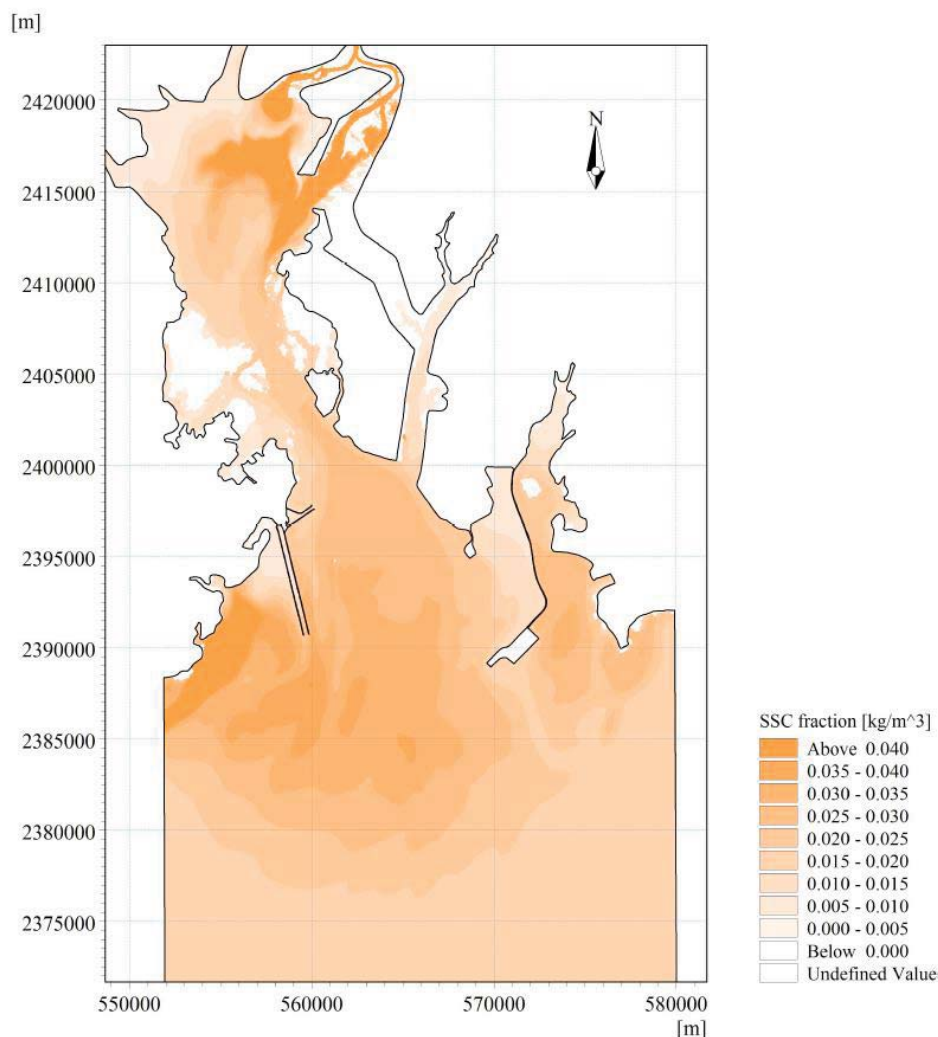 [m]
2420000
N
2415000
2410000
2405000
2400000
2395000
2390000
2385000
2380000
2375000
550000 560000 570000 580000
[m]
SSC fraction [kg/m^3]
Above 0.040
0.035 - 0.040
0.030 - 0.035
0.025 - 0.030
0.020 - 0.025
0.015 - 0.020
0.010 - 0.015
0.005 - 0.010
0.000 - 0.005
Below 0.000
Undefined Value